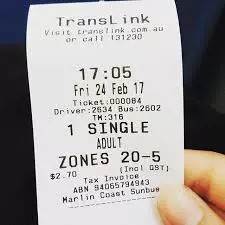 TransLink
Visit translink.com.au
or call 131230
17:05
Fri 24 Feb 17
Ticket:000084
Driver:2634 Bus:2602
TM:316
1 SINGLE
ADULT
ZONES 20-5
$2.70 (Incl GST)
Tax Invoice
ABN 94065794943
Marlin Coast Sunbus